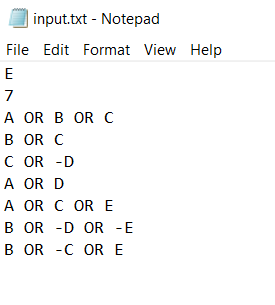 input.txt - Notepad
File Edit Format View Help
E
7
A OR B OR C
B OR C
C OR -D
A OR D
A OR C OR E
B OR -D OR -E
B OR -C OR E